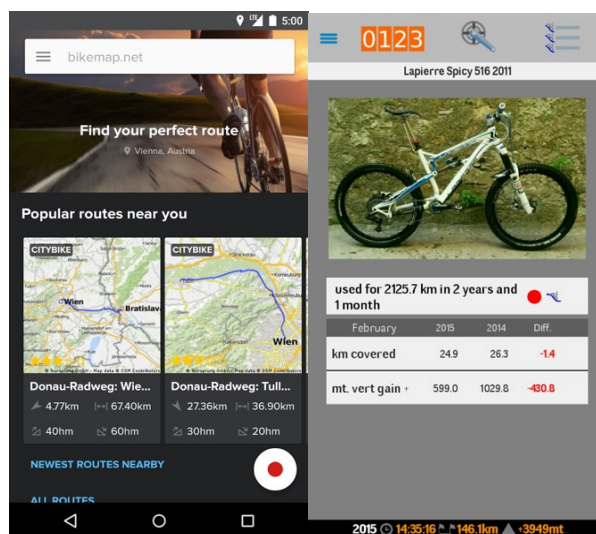 LTE 5:00
bikemap.net
Find your perfect route
Vienna, Austria
Popular routes near you
CITYBIKE
CITYBIKE
Wien
Bratislav
Korneuburg
Wien
Donau-Radweg: Wie...
Donau-Radweg: Tull...
4.77km 67.40km
27.36km 36.90km
40hm 60hm
30hm 20hm
NEWEST ROUTES NEARBY
ALL ROUTES
0123
Lapierre Spicy 516 2011
used for 2125.7 km in 2 years and
1 month
February 2015 2014 Diff.
km covered 24.9 26.3 -1.4
mt. vert gain + 599.0 1029.8 -430.8
2015 14:35:16 146.1km +3949mt